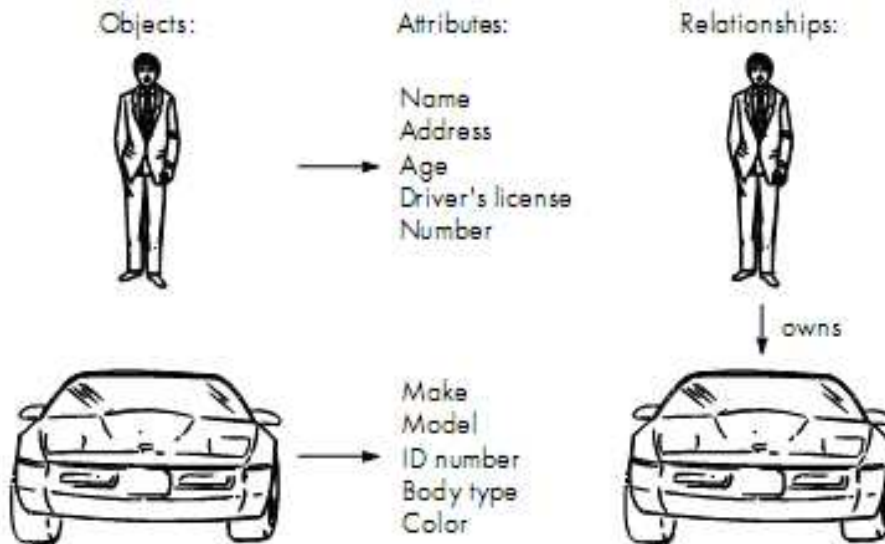 Objects:
Attributes:
Relationships:
Name
Address
Age
Driver's license
Number
owns
Make
Model
ID number
Body type
Color